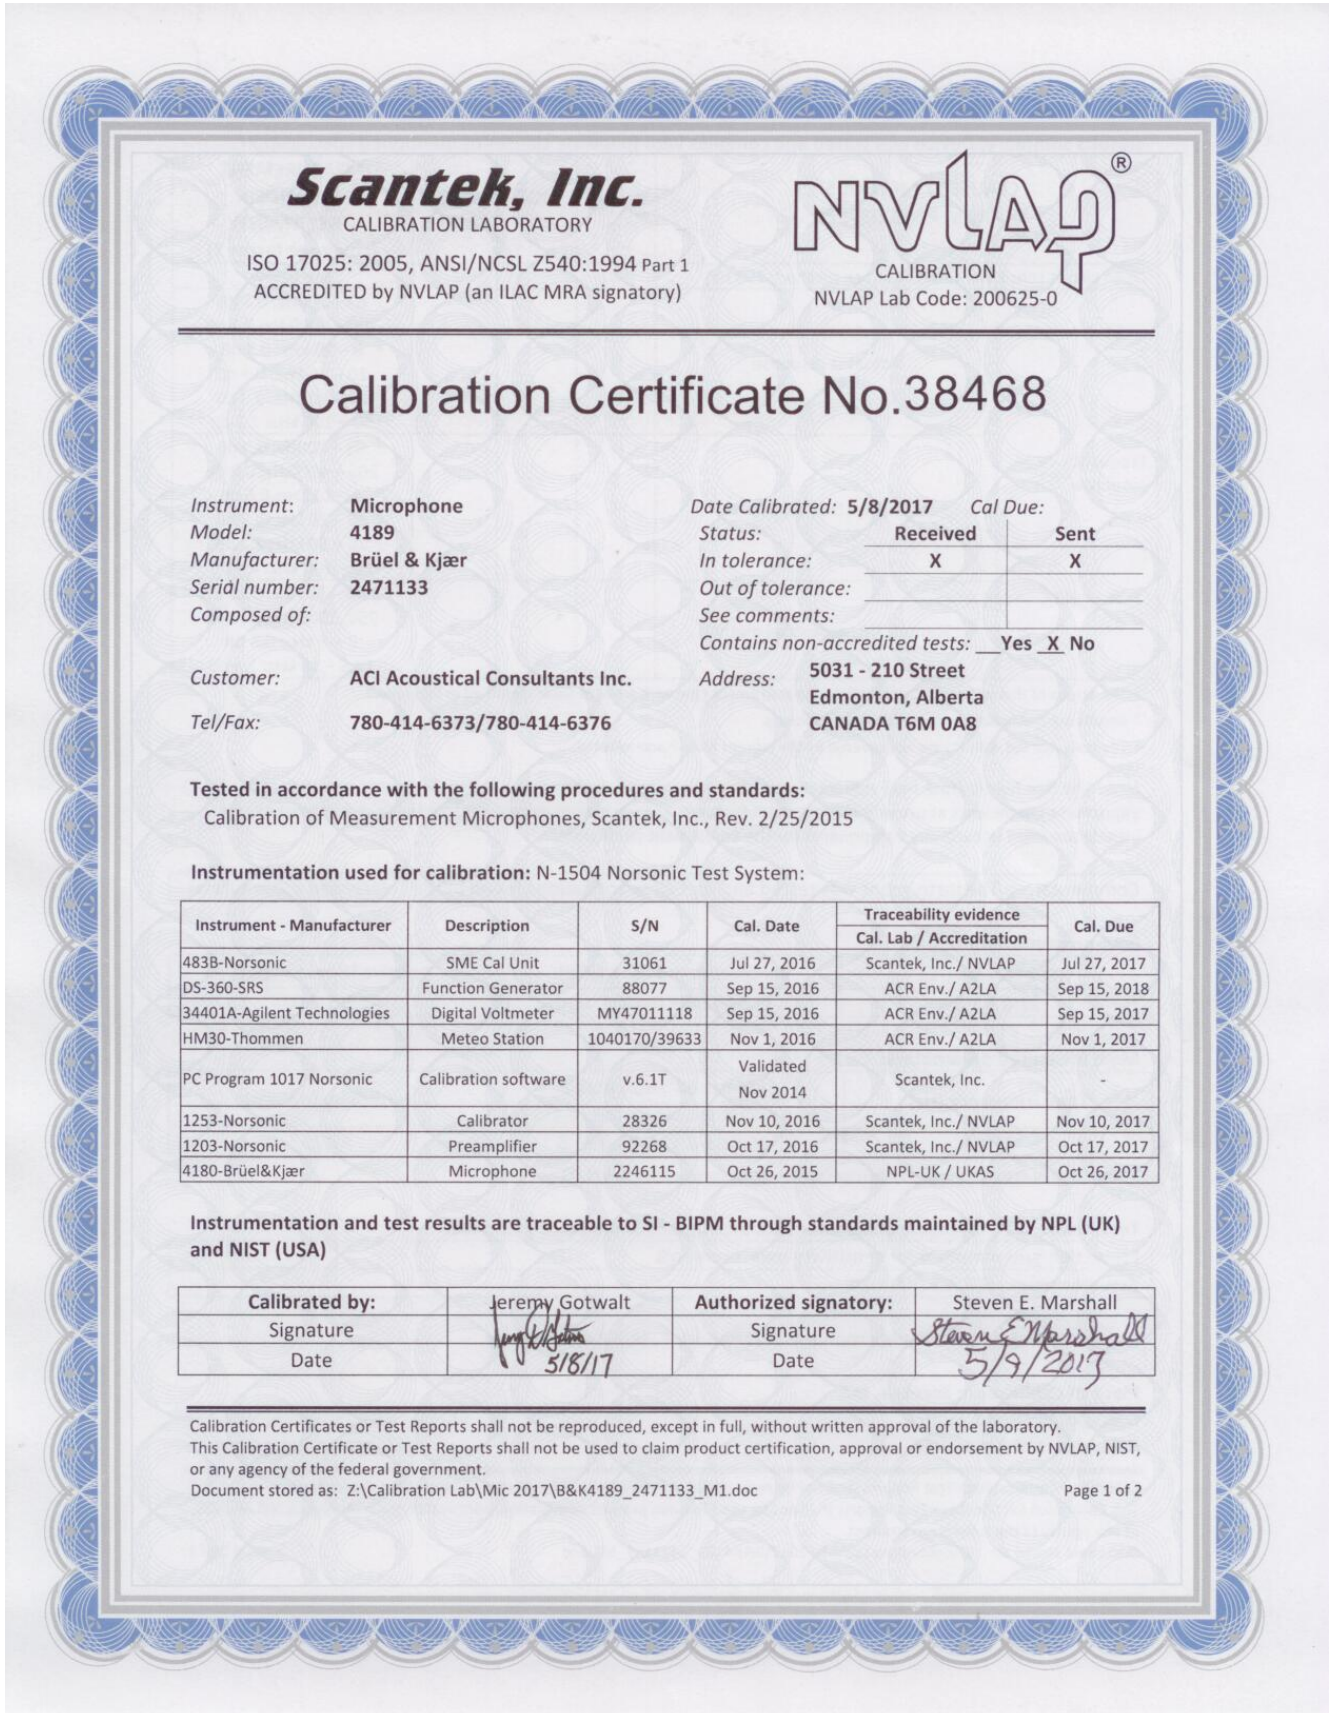 Scantek, Inc.
CALIBRATION LABORATORY
ISO 17025: 2005, ANSI/NCSL Z540:1994 Part 1
ACCREDITED by NVLAP (an ILAC MRA signatory)
NVLAP®
CALIBRATION
NVLAP Lab Code: 200625-0
Calibration Certificate No.38468
Instrument: Microphone
Model: 4189
Manufacturer: Brüel & Kjær
Serial number: 2471133
Composed of:
Date Calibrated: 5/8/2017 Cal Due:
Status: Received Sent
In tolerance: X X
Out of tolerance:
See comments:
Contains non-accredited tests: __Yes _X_ No
Customer: ACI Acoustical Consultants Inc.
Tel/Fax: 780-414-6373/780-414-6376
Address: 5031 - 210 Street
Edmonton, Alberta
CANADA T6M 0A8
Tested in accordance with the following procedures and standards:
Calibration of Measurement Microphones, Scantek, Inc., Rev. 2/25/2015
Instrumentation used for calibration: N-1504 Norsonic Test System:
Instrument - Manufacturer Description S/N Cal. Date Traceability evidence Cal. Due
Cal. Lab / Accreditation
483B-Norsonic SME Cal Unit 31061 Jul 27, 2016 Scantek, Inc./ NVLAP Jul 27, 2017
DS-360-SRS Function Generator 88077 Sep 15, 2016 ACR Env./ A2LA Sep 15, 2018
34401A-Agilent Technologies Digital Voltmeter MY47011118 Sep 15, 2016 ACR Env./ A2LA Sep 15, 2017
HM30-Thommen Meteo Station 1040170/39633 Nov 1, 2016 ACR Env./ A2LA Nov 1, 2017
PC Program 1017 Norsonic Calibration software v.6.1T Validated Nov 2014 Scantek, Inc. -
1253-Norsonic Calibrator 28326 Nov 10, 2016 Scantek, Inc./ NVLAP Nov 10, 2017
1203-Norsonic Preamplifier 92268 Oct 17, 2016 Scantek, Inc./ NVLAP Oct 17, 2017
4180-Brüel&Kjær Microphone 2246115 Oct 26, 2015 NPL-UK / UKAS Oct 26, 2017
Instrumentation and test results are traceable to SI - BIPM through standards maintained by NPL (UK)
and NIST (USA)
Calibrated by: Jeremy Gotwalt Authorized signatory: Steven E. Marshall
Signature Signature Steven E Marshall
Date 5/8/17 Date 5/9/2017
Calibration Certificates or Test Reports shall not be reproduced, except in full, without written approval of the laboratory.
This Calibration Certificate or Test Reports shall not be used to claim product certification, approval or endorsement by NVLAP, NIST,
or any agency of the federal government.
Document stored as: Z:\Calibration Lab\Mic 2017\B&K4189_2471133_M1.doc Page 1 of 2